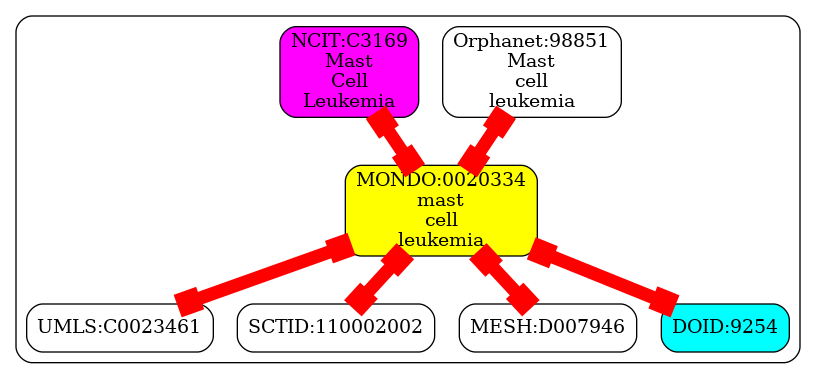 NCIT:C3169
Mast
Cell
Leukemia
Orphanet:98851
Mast
cell
leukemia
MONDO:0020334
mast
cell
leukemia
UMLS:C0023461
SCTID:110002002
MESH:D007946
DOID:9254